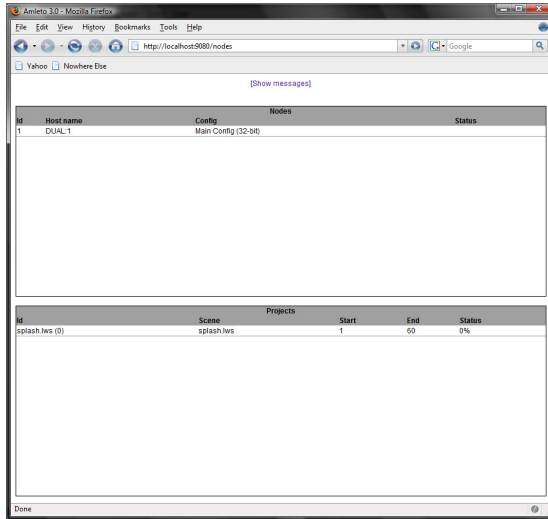 Amleto 3.0 - Mozilla Firefox
File Edit View History Bookmarks Tools Help
http://localhost:9080/nodes Google
Yahoo Nowhere Else
[Show messages]
Nodes
Id Host name Config Status
1 DUAL:1 Main Config (32-bit)
Projects
Id Scene Start End Status
splash.lws (0) splash.lws 1 60 0%
Done